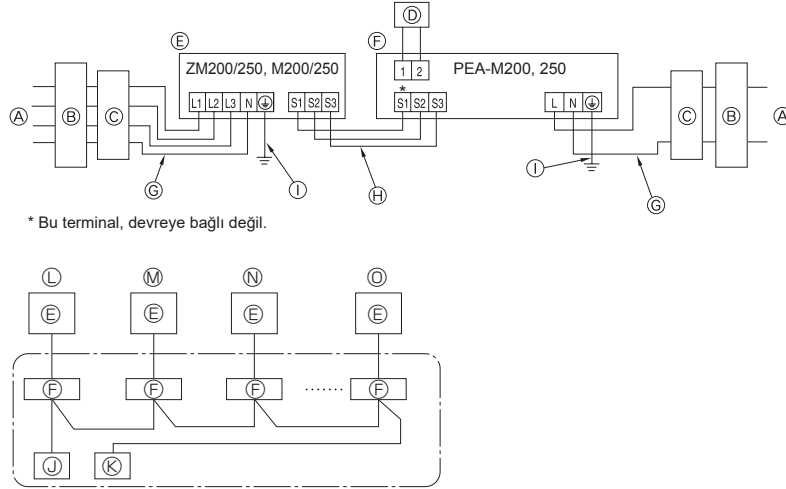 Ⓓ
Ⓔ Ⓕ
ZM200/250, M200/250 1 2 PEA-M200, 250
*
L1 L2 L3 N ⏚ S1 S2 S3 S1 S2 S3 L N ⏚
Ⓐ Ⓑ Ⓒ Ⓒ Ⓑ Ⓐ
Ⓖ Ⓘ Ⓗ Ⓘ Ⓖ
* Bu terminal, devreye bağlı değil.
Ⓛ Ⓜ Ⓝ Ⓞ
Ⓔ Ⓔ Ⓔ Ⓔ
Ⓕ Ⓕ Ⓕ ....... Ⓕ
Ⓙ Ⓚ